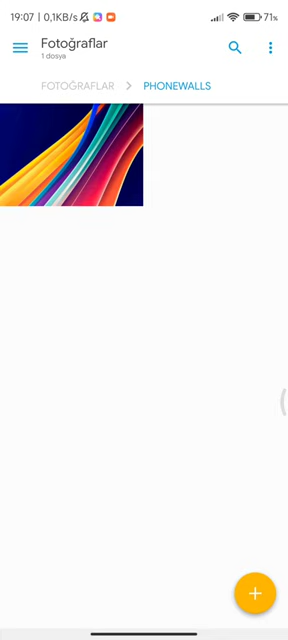 19:07 | 0,1KB/s 71%
Fotoğraflar
1 dosya
FOTOĞRAFLAR > PHONEWALLS